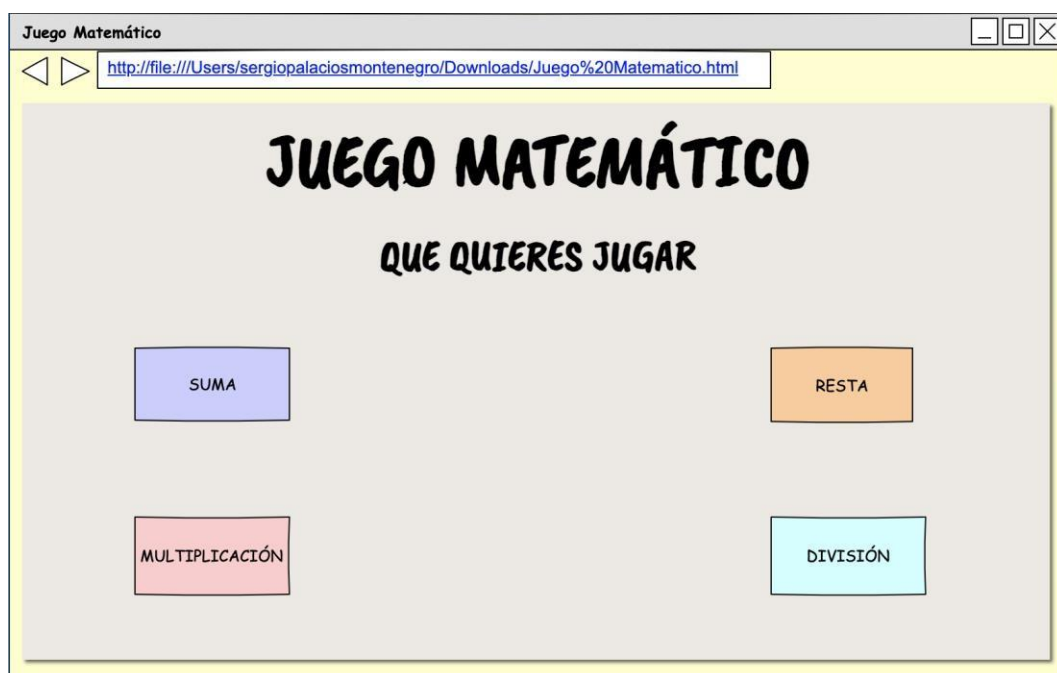 Juego Matemático
http://file:///Users/sergiopalaciosmontenegro/Downloads/Juego%20Matematico.html
JUEGO MATEMÁTICO
QUE QUIERES JUGAR
SUMA
RESTA
MULTIPLICACIÓN
DIVISIÓN